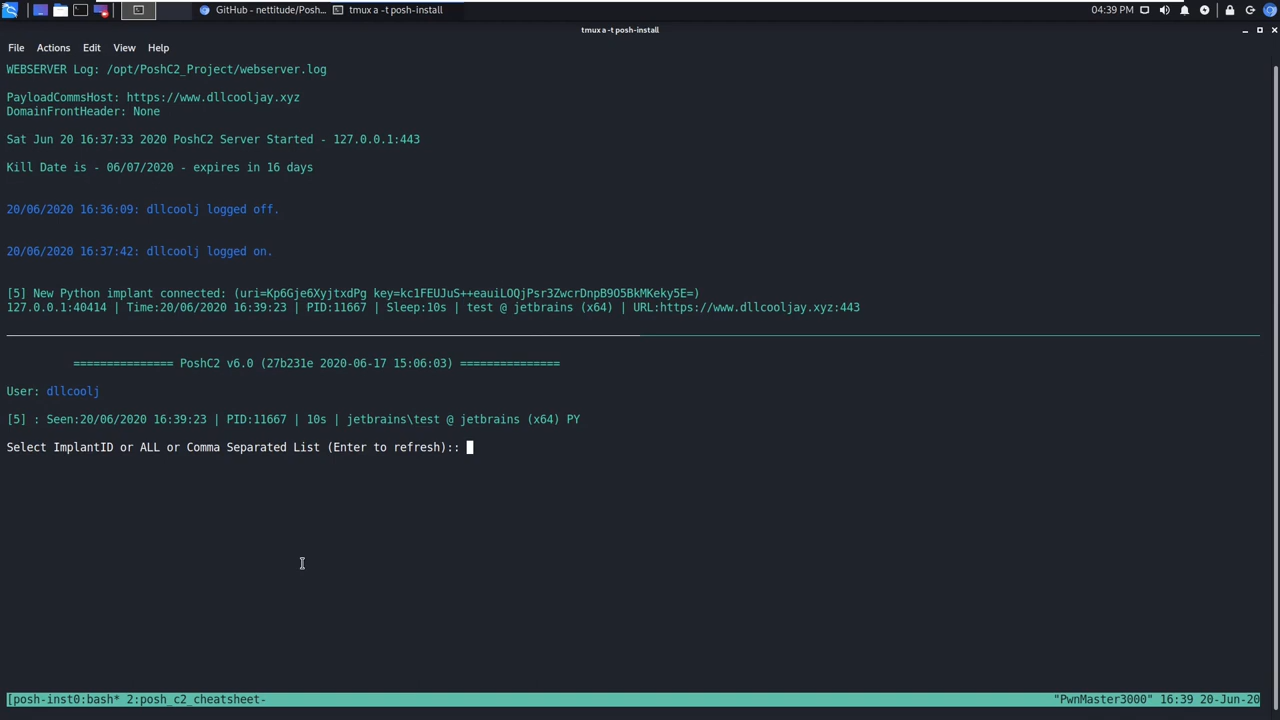 GitHub - nettitude/Posh... tmux a -t posh-install 04:39 PM
tmux a -t posh-install
File Actions Edit View Help
WEBSERVER Log: /opt/PoshC2_Project/webserver.log
PayloadCommsHost: https://www.dllcooljay.xyz
DomainFrontHeader: None
Sat Jun 20 16:37:33 2020 PoshC2 Server Started - 127.0.0.1:443
Kill Date is - 06/07/2020 - expires in 16 days
20/06/2020 16:36:09: dllcoolj logged off.
20/06/2020 16:37:42: dllcoolj logged on.
[5] New Python implant connected: (uri=Kp6Gje6XyjtxdPg key=kc1FEUJuS++eauiLOQjPsr3ZwcrDnpB9O5BkMKeky5E=)
127.0.0.1:40414 | Time:20/06/2020 16:39:23 | PID:11667 | Sleep:10s | test @ jetbrains (x64) | URL:https://www.dllcooljay.xyz:443
=============== PoshC2 v6.0 (27b231e 2020-06-17 15:06:03) ===============
User: dllcoolj
[5] : Seen:20/06/2020 16:39:23 | PID:11667 | 10s | jetbrains\test @ jetbrains (x64) PY
Select ImplantID or ALL or Comma Separated List (Enter to refresh)::
[posh-inst0:bash* 2:posh_c2_cheatsheet- "PwnMaster3000" 16:39 20-Jun-20